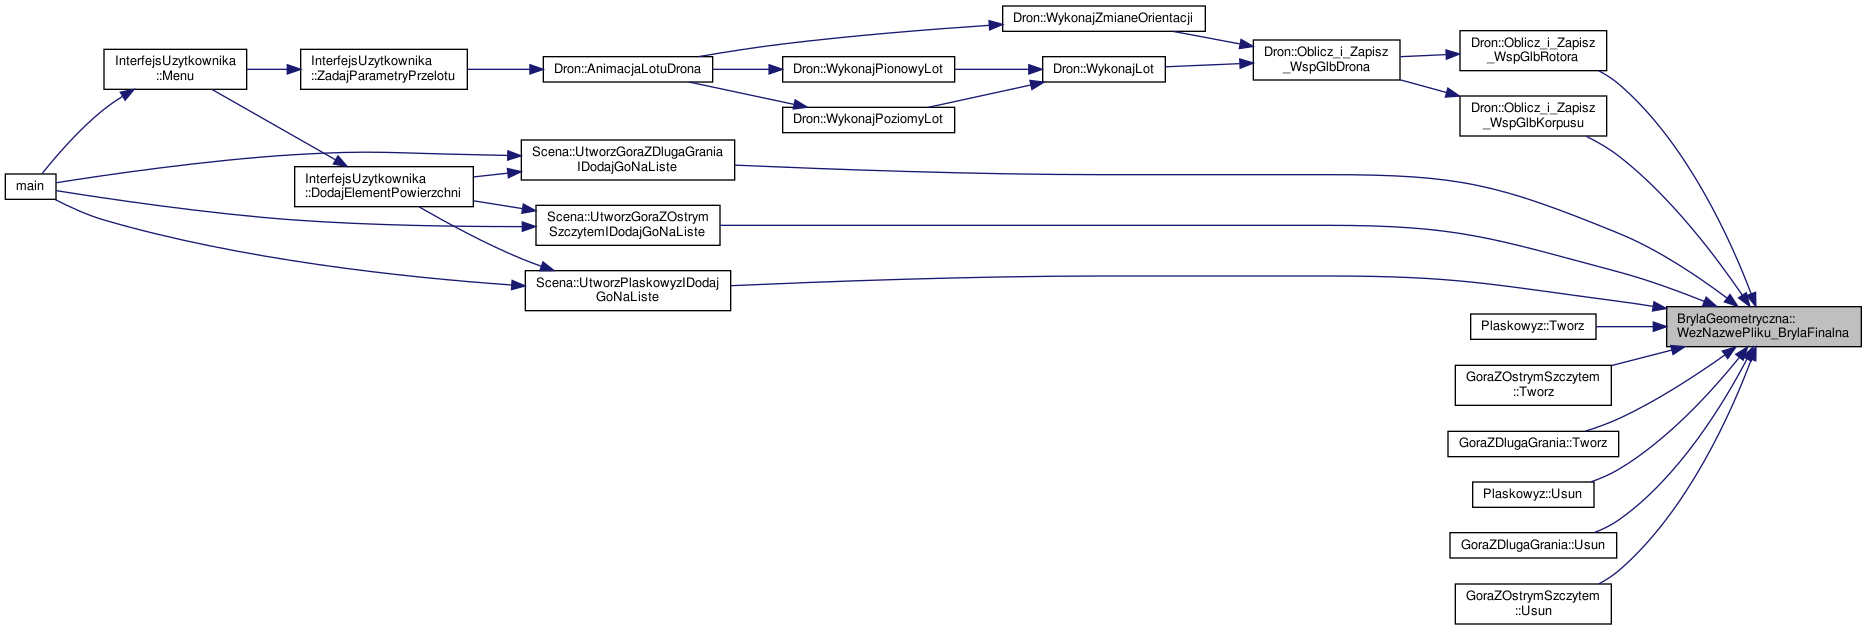 Dron::WykonajZmianeOrientacji
InterfejsUzytkownika
::Menu
InterfejsUzytkownika
::ZadajParametryPrzelotu
Dron::AnimacjaLotuDrona
Dron::WykonajPionowyLot
Dron::WykonajLot
Dron::Oblicz_i_Zapisz
_WspGlbDrona
Dron::Oblicz_i_Zapisz
_WspGlbRotora
Dron::WykonajPoziomyLot
Dron::Oblicz_i_Zapisz
_WspGlbKorpusu
Scena::UtworzGoraZDlugaGrania
IDodajGoNaListe
main
InterfejsUzytkownika
::DodajElementPowierzchni
Scena::UtworzGoraZOstrym
SzczytemIDodajGoNaListe
Scena::UtworzPlaskowyzIDodaj
GoNaListe
Plaskowyz::Tworz
BrylaGeometryczna::
WezNazwePliku_BrylaFinalna
GoraZOstrymSzczytem
::Tworz
GoraZDlugaGrania::Tworz
Plaskowyz::Usun
GoraZDlugaGrania::Usun
GoraZOstrymSzczytem
::Usun